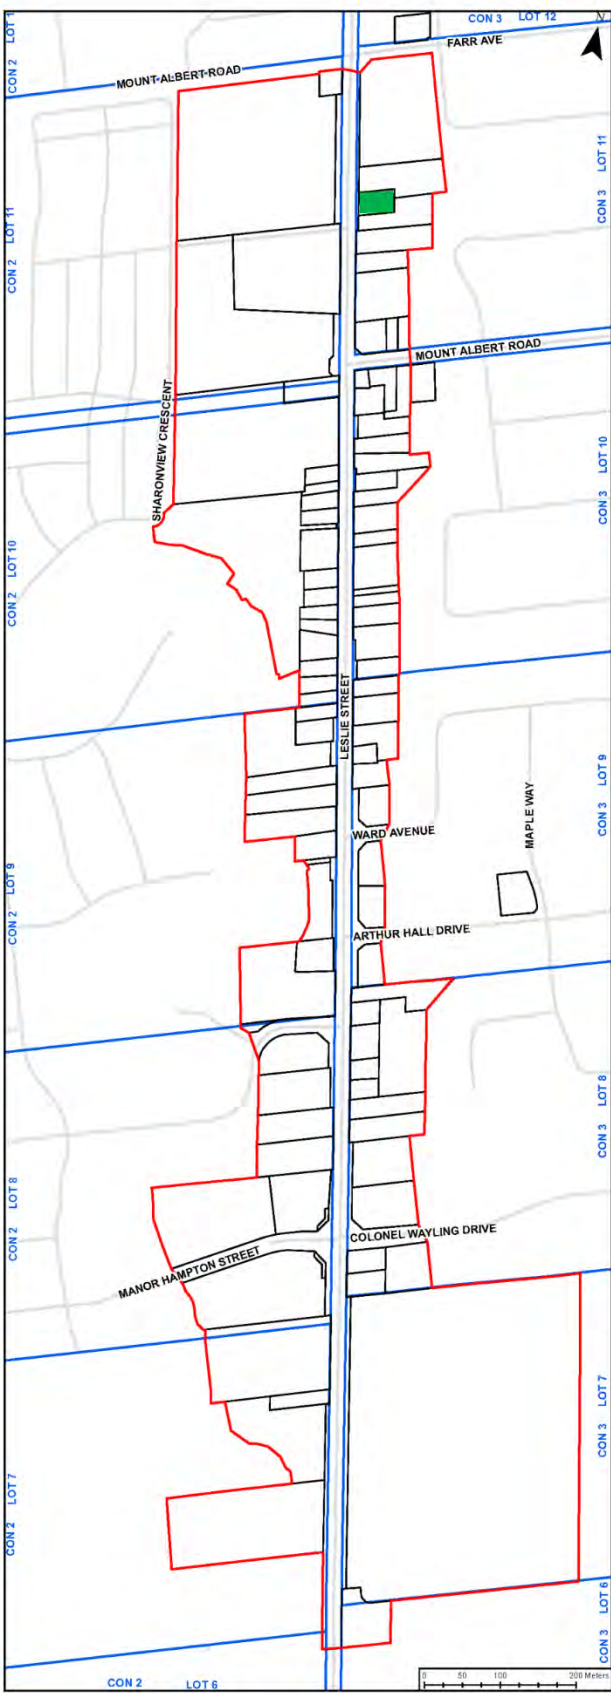 CON 3 LOT 12
N
CON 2 LOT 1
FARR AVE
MOUNT ALBERT ROAD
CON 3 LOT 11
CON 2 LOT 11
MOUNT ALBERT ROAD
SHARONVIEW CRESCENT
CON 3 LOT 10
CON 2 LOT 10
LESLIE STREET
CON 3 LOT 9
MAPLE WAY
WARD AVENUE
CON 2 LOT 9
ARTHUR HALL DRIVE
CON 3 LOT 8
CON 2 LOT 8
COLONEL WAYLING DRIVE
MANOR HAMPTON STREET
CON 3 LOT 7
CON 2 LOT 7
CON 3 LOT 6
CON 2 LOT 6
0 50 100 200 Meters